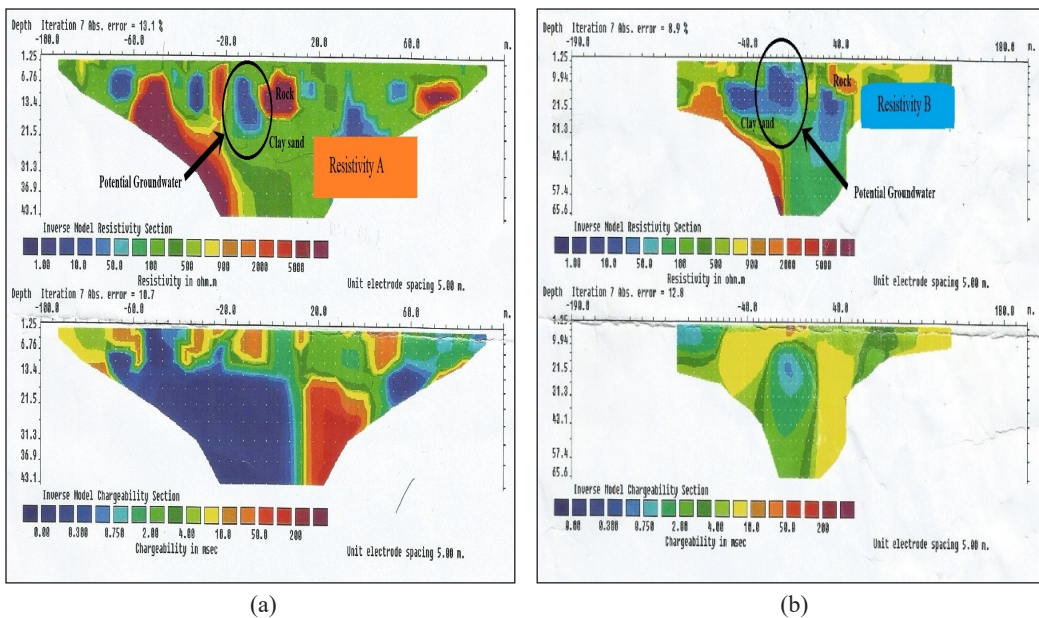 Depth Iteration 7 Abs. error = 13.1 %
-100.0 -60.0 -20.0 20.0 60.0 m.
1.25
6.76
13.4
21.5
31.3
36.9
43.1
Rock
Clay sand
Potential Groundwater
Resistivity A
Inverse Model Resistivity Section
1.00 10.0 50.0 100 500 900 2000 5000
Resistivity in ohm.m
Unit electrode spacing 5.00 m.
Depth Iteration 7 Abs. error = 10.7
-100.0 -60.0 -20.0 20.0 60.0 m.
1.25
6.76
13.4
21.5
31.3
43.1
Inverse Model Chargeability Section
0.00 0.300 0.750 2.00 4.00 10.0 50.0 200
Chargeability in msec
Unit electrode spacing 5.00 m.
(a)
Depth Iteration 7 Abs. error = 8.9 %
-190.0 -40.0 40.0 180.0 m.
1.25
9.94
21.5
31.3
43.1
57.4
65.6
Rock
Clay sand
Resistivity B
Potential Groundwater
Inverse Model Resistivity Section
1.00 10.0 50.0 100 500 900 2000 5000
Resistivity in ohm.m
Unit electrode spacing 5.00 m.
Depth Iteration 7 Abs. error = 12.8
-190.0 -40.0 40.0 180.0 m.
1.25
9.94
21.5
31.3
43.1
57.4
65.6
Inverse Model Chargeability Section
0.00 0.300 0.750 2.00 4.00 10.0 50.0 200
Chargeability in msec
Unit electrode spacing 5.00 m.
(b)